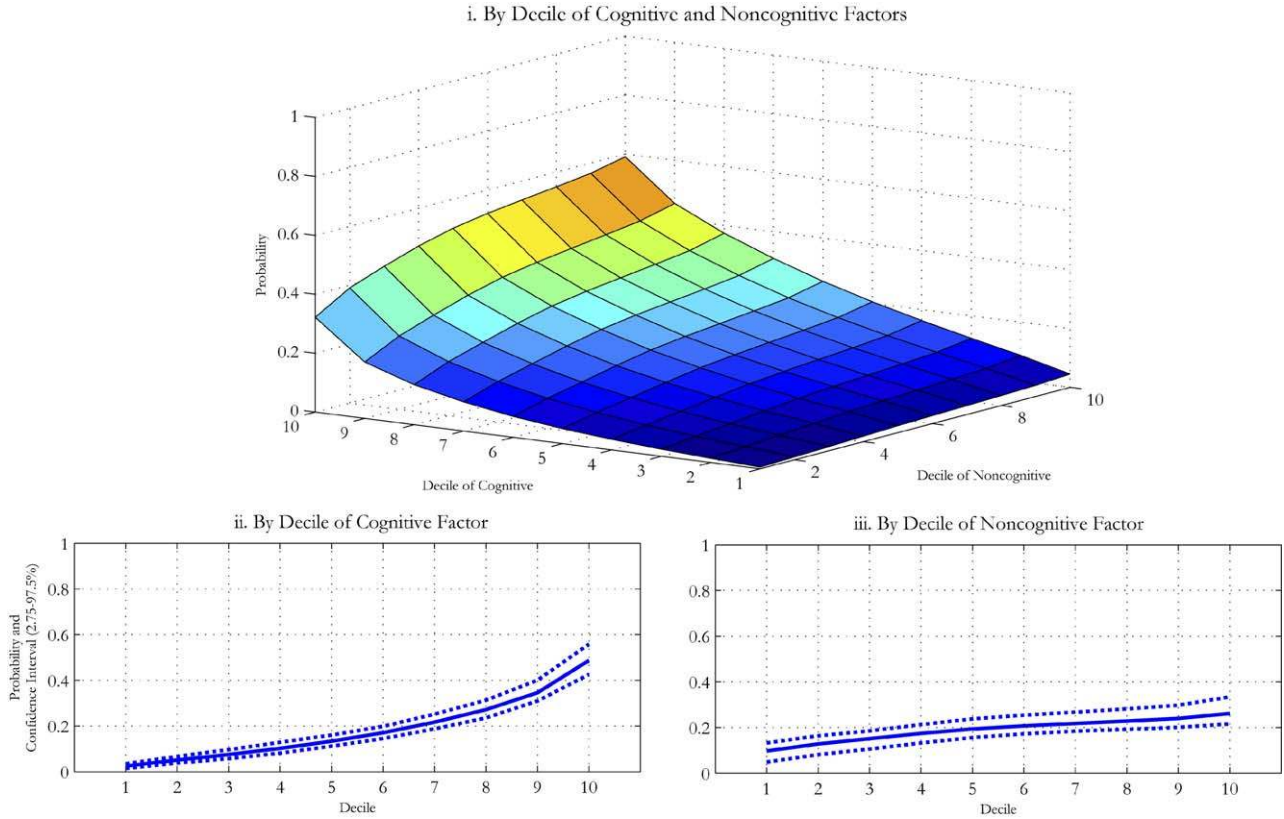 i. By Decile of Cognitive and Noncognitive Factors
1
0.8
0.6
0.4
0.2
0
Probability
10
9
8
7
6
5
4
3
2
1
Decile of Cognitive
2
4
6
8
10
Decile of Noncognitive
ii. By Decile of Cognitive Factor
Probability and
Confidence Interval (2.75-97.5%)
1
0.8
0.6
0.4
0.2
0
1 2 3 4 5 6 7 8 9 10
Decile
iii. By Decile of Noncognitive Factor
1
0.8
0.6
0.4
0.2
0
1 2 3 4 5 6 7 8 9 10
Decile